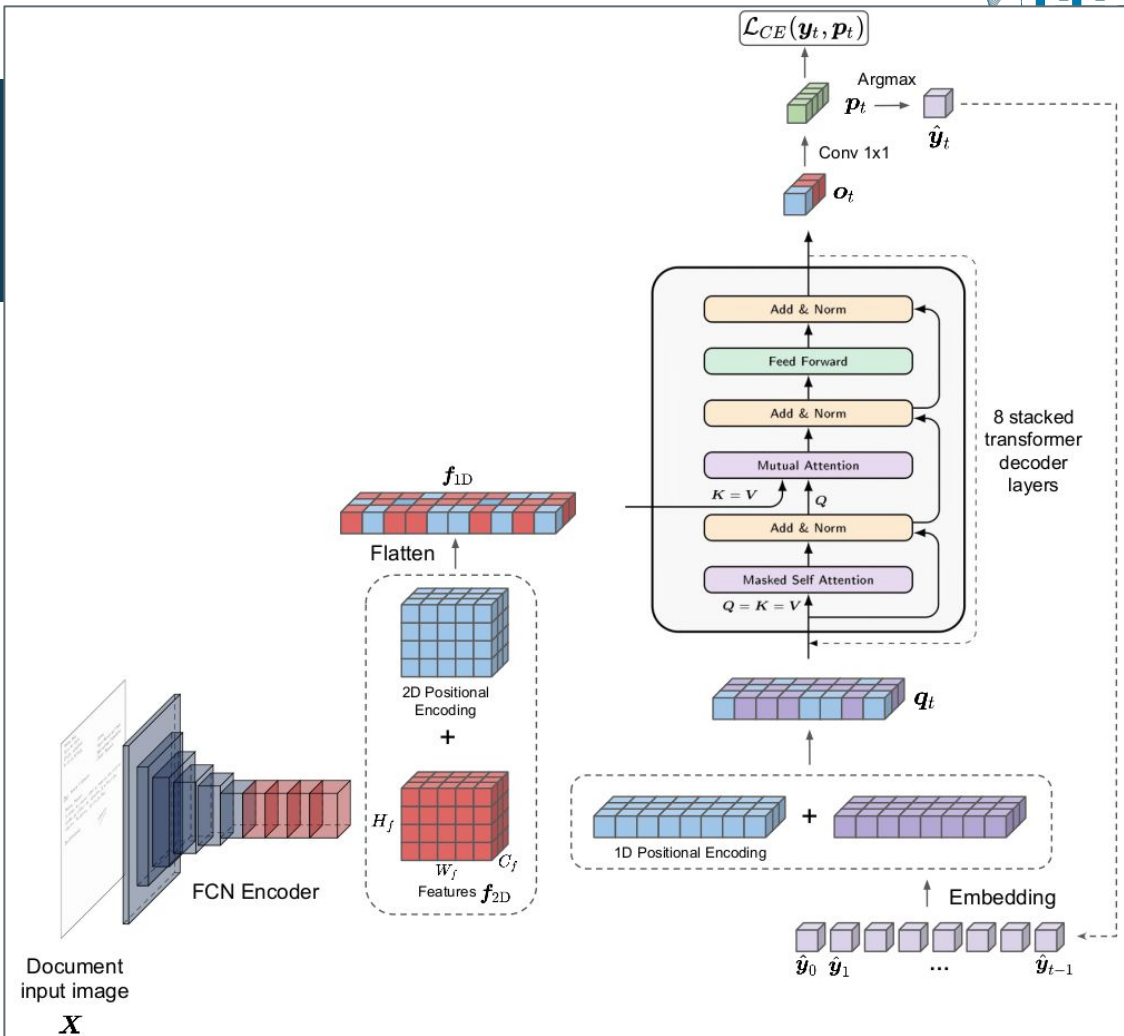 𝓛_CE(y_t, p_t)
Argmax
p_t
ŷ_t
Conv 1x1
o_t
Add & Norm
Feed Forward
Add & Norm
Mutual Attention
K = V
Q
Add & Norm
Masked Self Attention
Q = K = V
8 stacked
transformer
decoder
layers
f_1D
Flatten
2D Positional
Encoding
+
H_f
W_f
C_f
Features f_2D
FCN Encoder
Document
input image
X
q_t
+
1D Positional Encoding
Embedding
ŷ_0 ŷ_1 ... ŷ_{t-1}